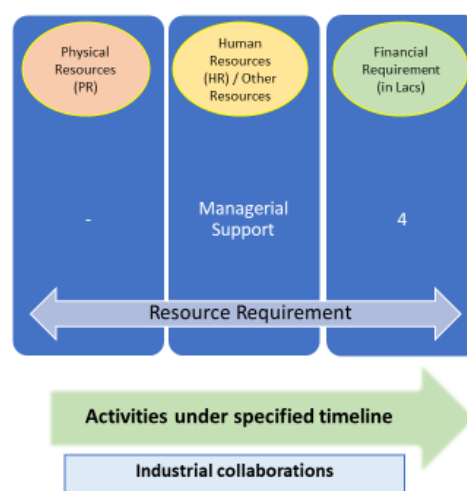 Physical
Resources
(PR)
Human
Resources
(HR) / Other
Resources
Financial
Requirement
(in Lacs)
-
Managerial
Support
4
Resource Requirement
Activities under specified timeline
Industrial collaborations